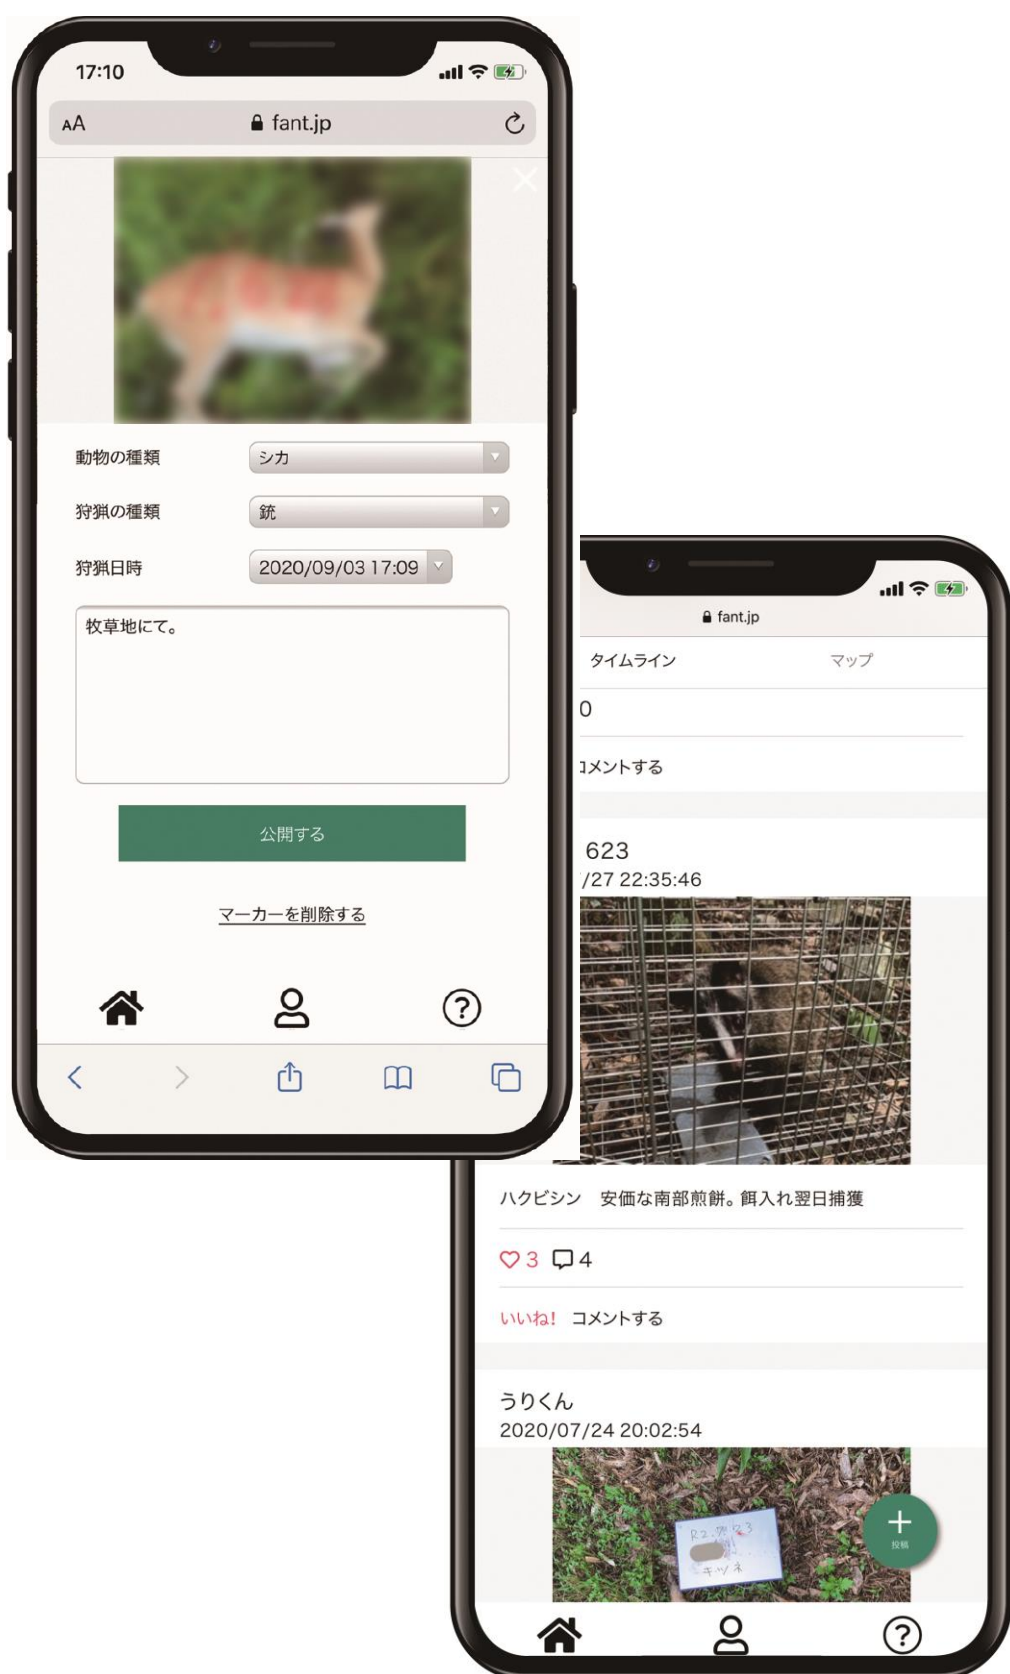 17:10
AA fant.jp
動物の種類 シカ
狩猟の種類 銃
狩猟日時 2020/09/03 17:09
牧草地にて。
公開する
マーカーを削除する
fant.jp
タイムライン マップ
0
コメントする
623
/27 22:35:46
ハクビシン 安価な南部煎餅。餌入れ翌日捕獲
3 4
いいね! コメントする
うりくん
2020/07/24 20:02:54
キツネ
投稿